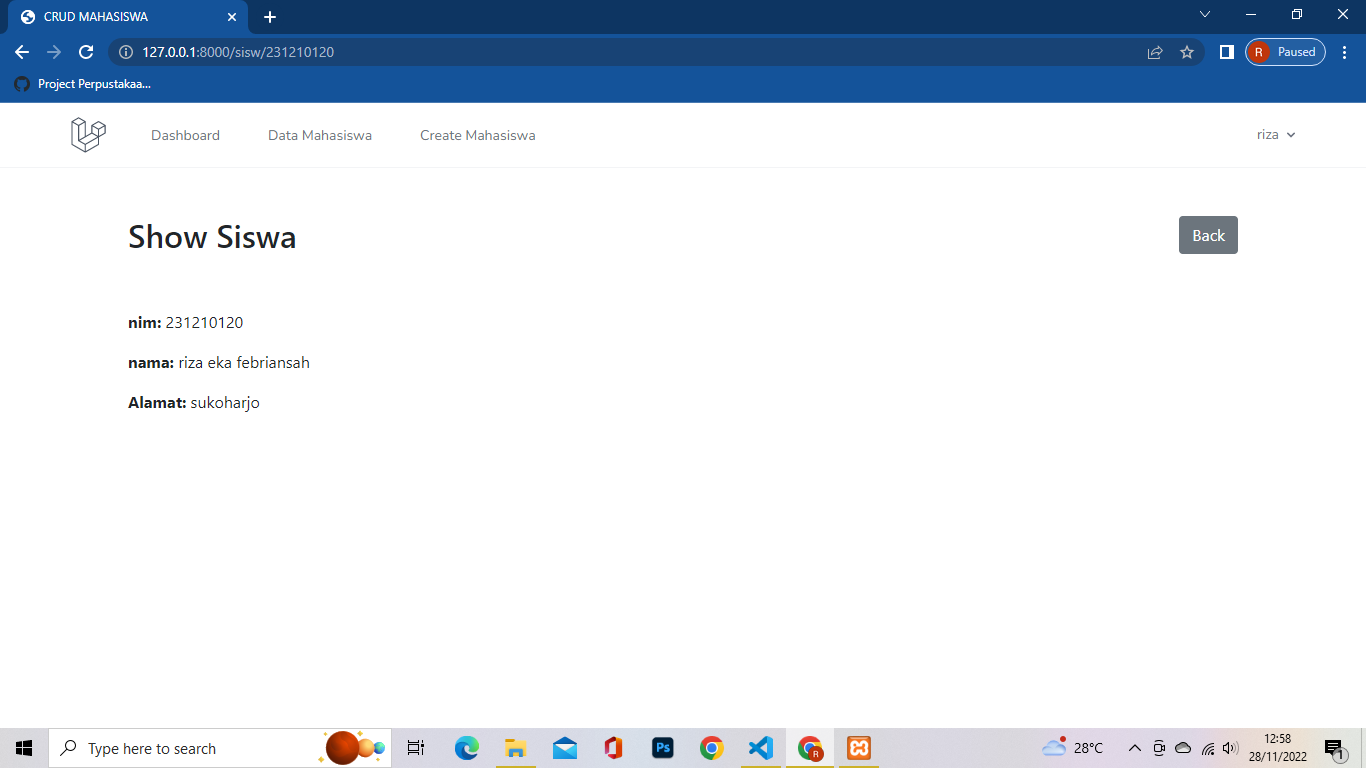 CRUD MAHASISWA
127.0.0.1:8000/sisw/231210120
R Paused
Project Perpustakaa...
Dashboard Data Mahasiswa Create Mahasiswa riza
Show Siswa Back
nim: 231210120
nama: riza eka febriansah
Alamat: sukoharjo
Type here to search
Ps
R
28°C
12:58
28/11/2022
1